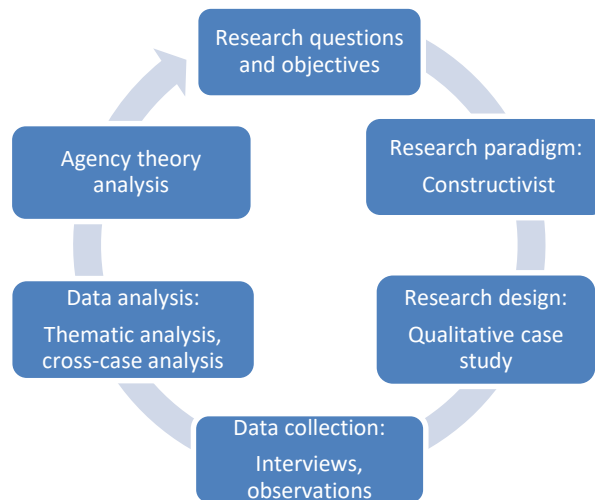 Research questions
and objectives
Research paradigm:
Constructivist
Research design:
Qualitative case
study
Data collection:
Interviews,
observations
Data analysis:
Thematic analysis,
cross-case analysis
Agency theory
analysis